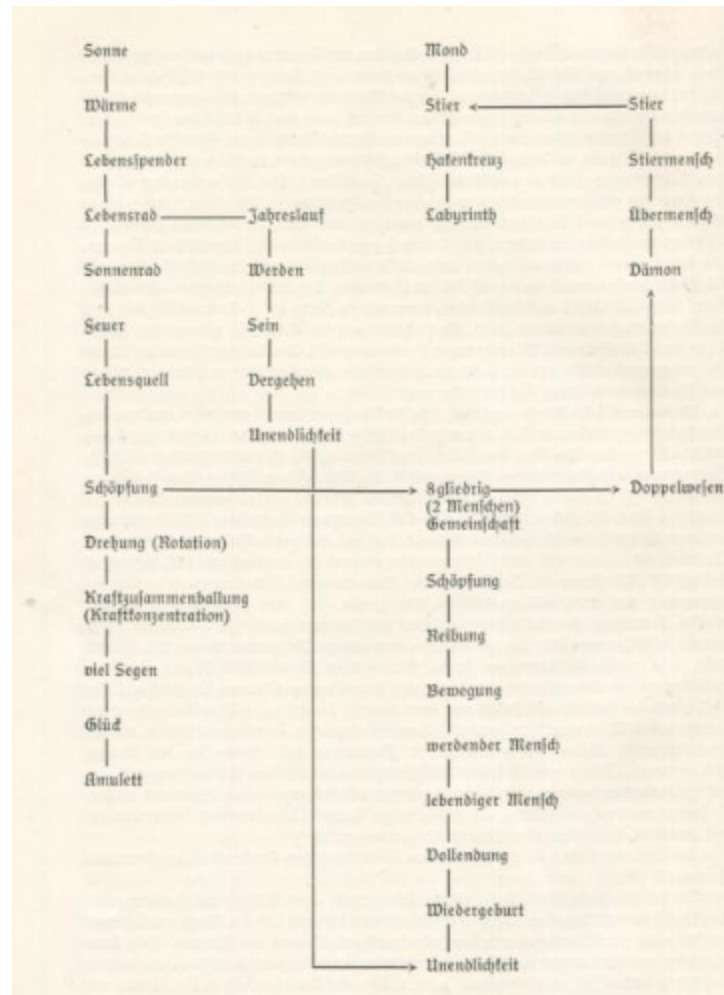 Sonne
Wärme
Lebensspender
Lebensrad
Sonnenrad
Feuer
Lebensquell
Schöpfung
Drehung (Rotation)
Kraftzusammenballung
(Kraftkonzentration)
viel Segen
Glück
Amulett
Jahreslauf
Werden
Sein
Vergehen
Unendlichkeit
Mond
Stier
Hakenkreuz
Labyrinth
8gliedrig
(2 Menschen)
Gemeinschaft
Schöpfung
Reibung
Bewegung
werdender Mensch
lebendiger Mensch
Vollendung
Wiedergeburt
Unendlichkeit
Stier
Stiermensch
Übermensch
Dämon
Doppelwesen